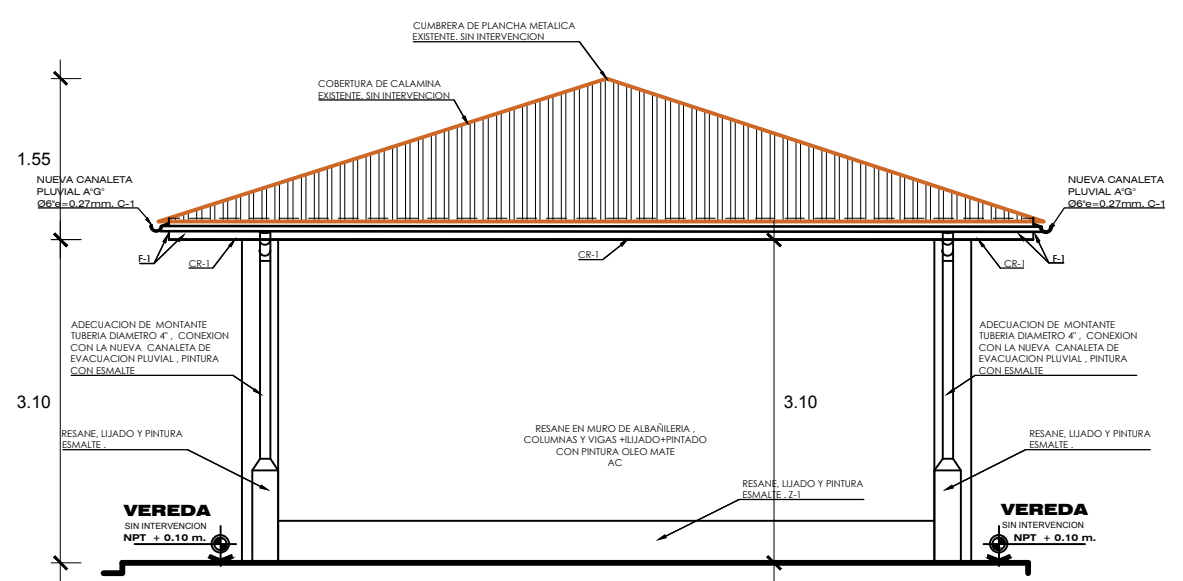 CUMBRERA DE PLANCHA METALICA
EXISTENTE. SIN INTERVENCION
COBERTURA DE CALAMINA
EXISTENTE. SIN INTERVENCION
1.55
NUEVA CANALETA
PLUVIAL A°G°
Ø6"e=0.27mm. C-1
NUEVA CANALETA
PLUVIAL A°G°
Ø6"e=0.27mm. C-1
F-1
CR-1
CR-1
CR-1
F-1
ADECUACION DE MONTANTE
TUBERIA DIAMETRO 4" , CONEXION
CON LA NUEVA CANALETA DE
EVACUACION PLUVIAL , PINTURA
CON ESMALTE
ADECUACION DE MONTANTE
TUBERIA DIAMETRO 4" , CONEXION
CON LA NUEVA CANALETA DE
EVACUACION PLUVIAL , PINTURA
CON ESMALTE
3.10
3.10
RESANE, LIJADO Y PINTURA
ESMALTE .
RESANE EN MURO DE ALBAÑILERIA ,
COLUMNAS Y VIGAS +lLIJADO+PINTADO
CON PINTURA OLEO MATE
AC
RESANE, LIJADO Y PINTURA
ESMALTE .
RESANE, LIJADO Y PINTURA
ESMALTE . Z-1
VEREDA
SIN INTERVENCION
NPT + 0.10 m.
VEREDA
SIN INTERVENCION
NPT + 0.10 m.